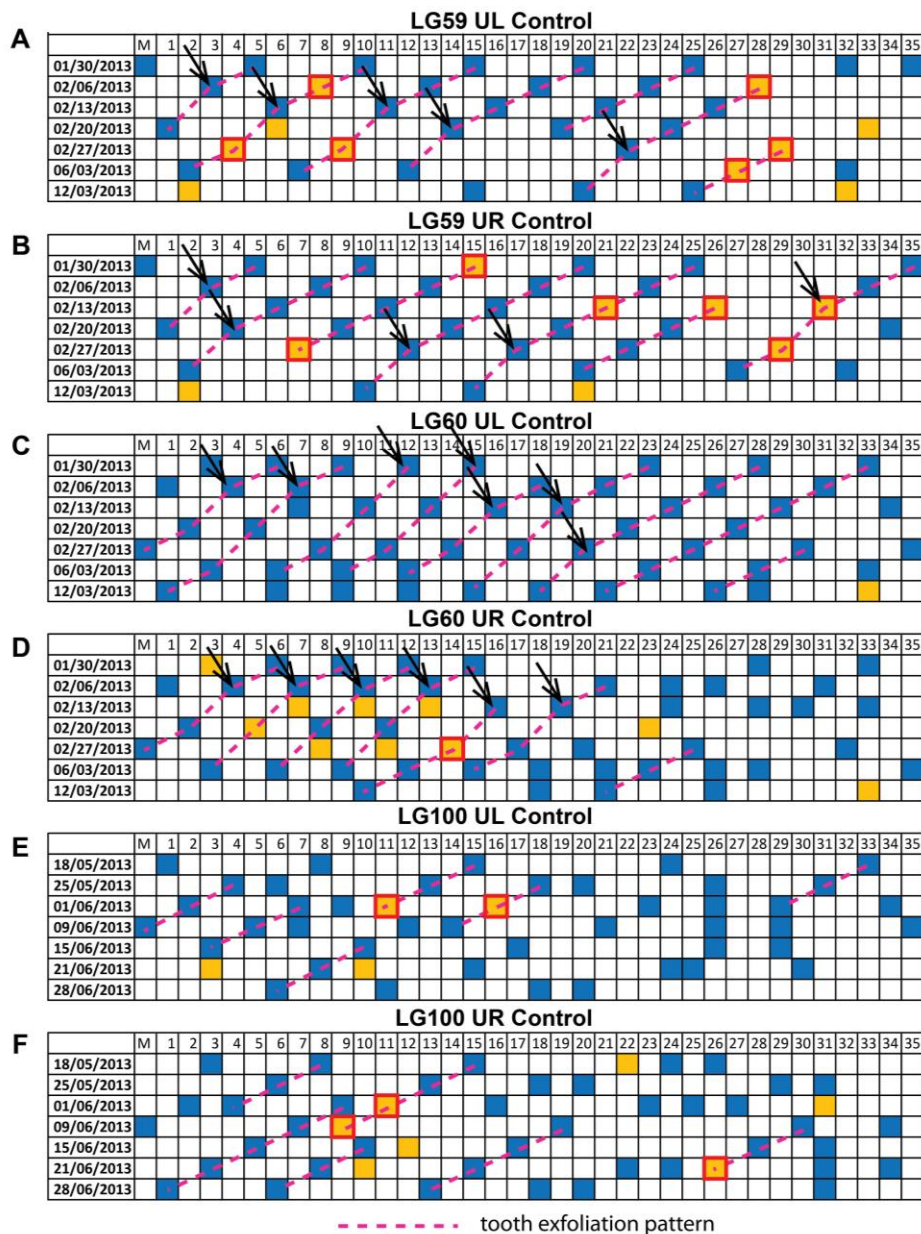 LG59 UL Control
A
M 1 2 3 4 5 6 7 8 9 10 11 12 13 14 15 16 17 18 19 20 21 22 23 24 25 26 27 28 29 30 31 32 33 34 35
01/30/2013
02/06/2013
02/13/2013
02/20/2013
02/27/2013
06/03/2013
12/03/2013
LG59 UR Control
B
M 1 2 3 4 5 6 7 8 9 10 11 12 13 14 15 16 17 18 19 20 21 22 23 24 25 26 27 28 29 30 31 32 33 34 35
01/30/2013
02/06/2013
02/13/2013
02/20/2013
02/27/2013
06/03/2013
12/03/2013
LG60 UL Control
C
M 1 2 3 4 5 6 7 8 9 10 11 12 13 14 15 16 17 18 19 20 21 22 23 24 25 26 27 28 29 30 31 32 33 34 35
01/30/2013
02/06/2013
02/13/2013
02/20/2013
02/27/2013
06/03/2013
12/03/2013
LG60 UR Control
D
M 1 2 3 4 5 6 7 8 9 10 11 12 13 14 15 16 17 18 19 20 21 22 23 24 25 26 27 28 29 30 31 32 33 34 35
01/30/2013
02/06/2013
02/13/2013
02/20/2013
02/27/2013
06/03/2013
12/03/2013
LG100 UL Control
E
M 1 2 3 4 5 6 7 8 9 10 11 12 13 14 15 16 17 18 19 20 21 22 23 24 25 26 27 28 29 30 31 32 33 34 35
18/05/2013
25/05/2013
01/06/2013
09/06/2013
15/06/2013
21/06/2013
28/06/2013
LG100 UR Control
F
M 1 2 3 4 5 6 7 8 9 10 11 12 13 14 15 16 17 18 19 20 21 22 23 24 25 26 27 28 29 30 31 32 33 34 35
18/05/2013
25/05/2013
01/06/2013
09/06/2013
15/06/2013
21/06/2013
28/06/2013
tooth exfoliation pattern